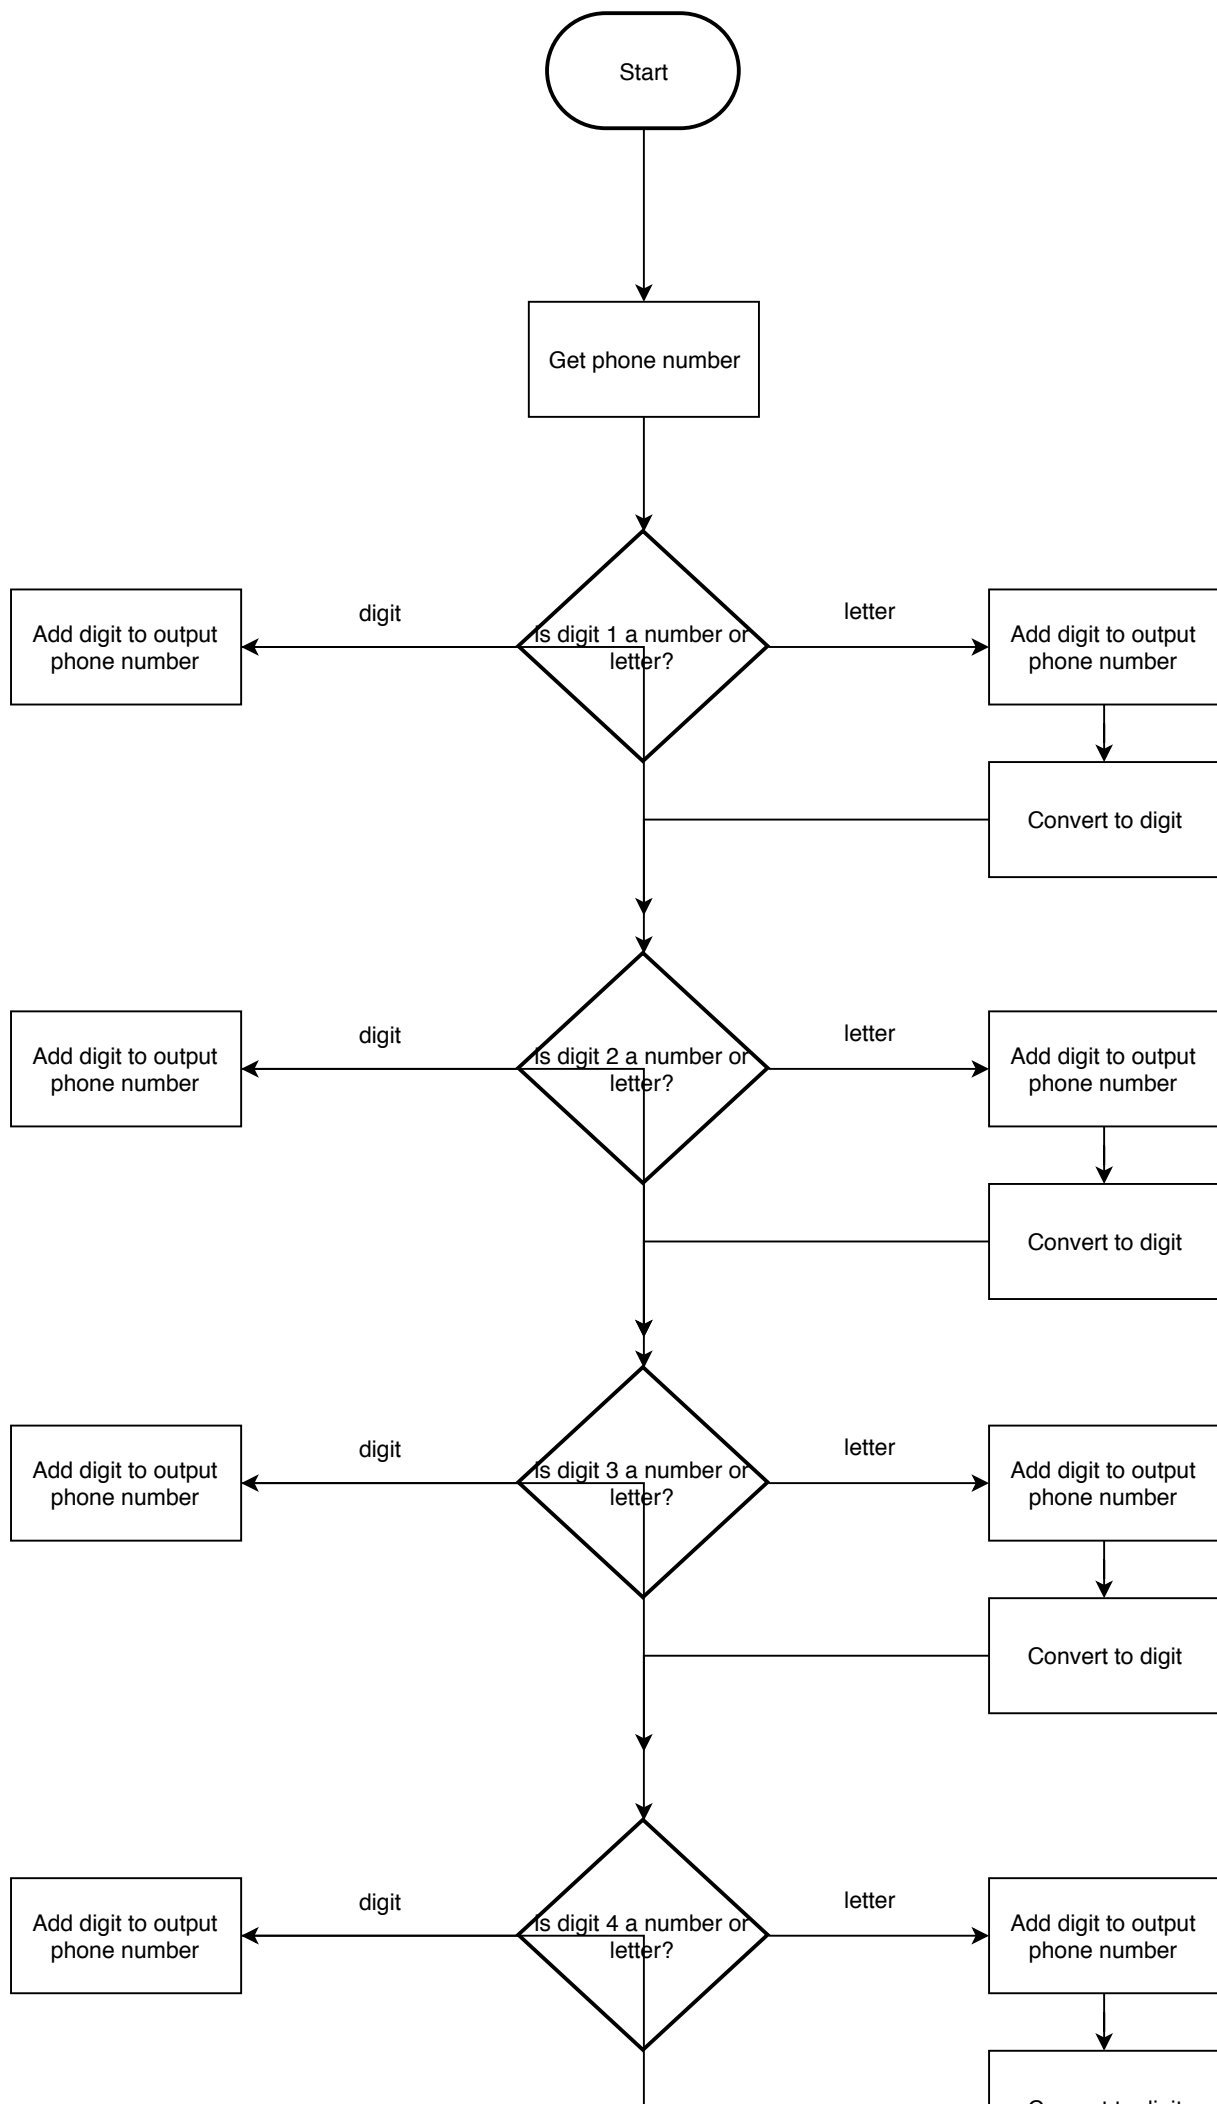 Start
Get phone number
digit
letter
Add digit to output
phone number
Is digit 1 a number or
letter?
Add digit to output
phone number
Convert to digit
digit
letter
Add digit to output
phone number
Is digit 2 a number or
letter?
Add digit to output
phone number
Convert to digit
digit
letter
Add digit to output
phone number
Is digit 3 a number or
letter?
Add digit to output
phone number
Convert to digit
digit
letter
Add digit to output
phone number
Is digit 4 a number or
letter?
Add digit to output
phone number
Convert to digit